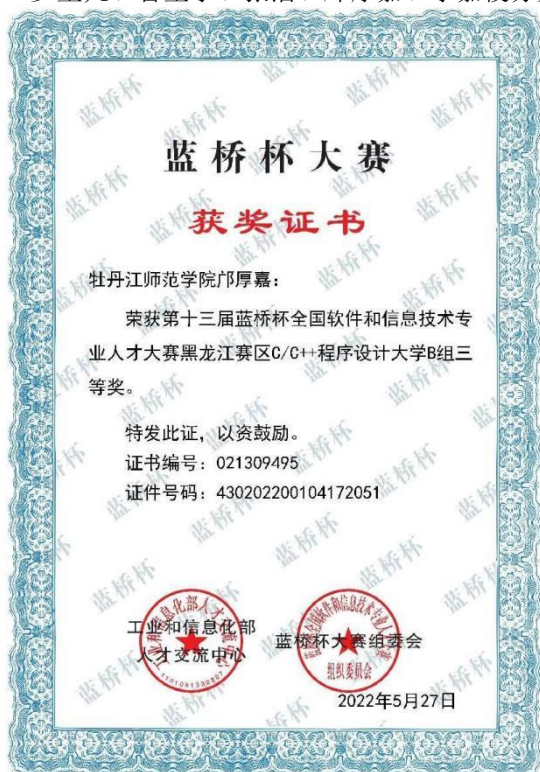 蓝桥杯大赛
获奖证书
牡丹江师范学院邝厚嘉：
荣获第十三届蓝桥杯全国软件和信息技术专
业人才大赛黑龙江赛区C/C++程序设计大学B组三
等奖。
特发此证，以资鼓励。
证书编号：021309495
证件号码：430202200104172051
工业和信息化部
人才交流中心
蓝桥杯大赛组委会
组织委员会
2022年5月27日